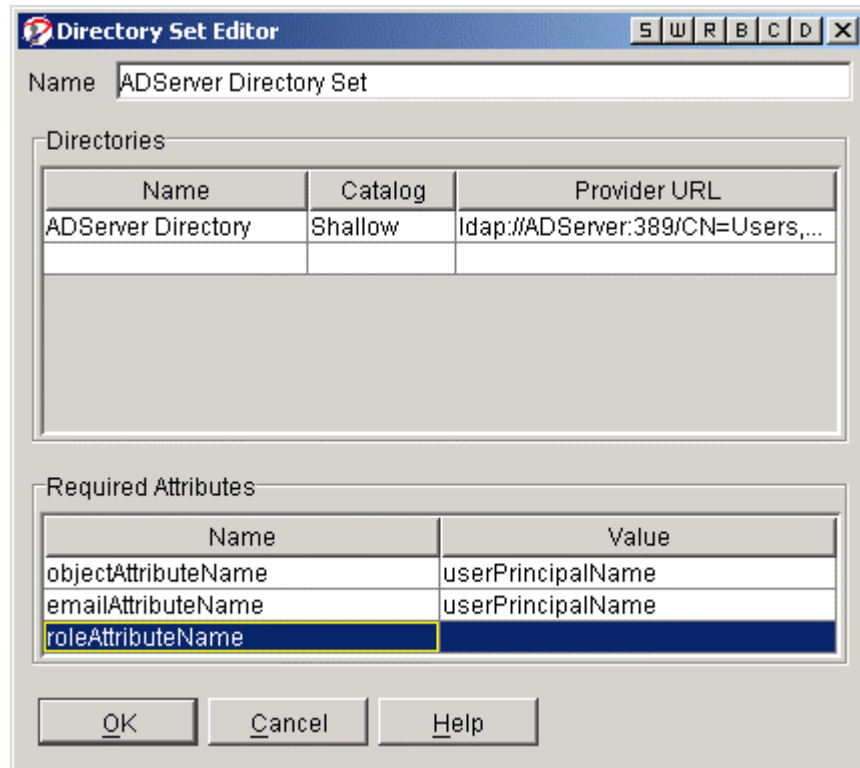 Directory Set Editor S W R B C D
Name ADServer Directory Set
Directories
Name Catalog Provider URL
ADServer Directory Shallow ldap://ADServer:389/CN=Users,...
Required Attributes
Name Value
objectAttributeName userPrincipalName
emailAttributeName userPrincipalName
roleAttributeName
OK Cancel Help